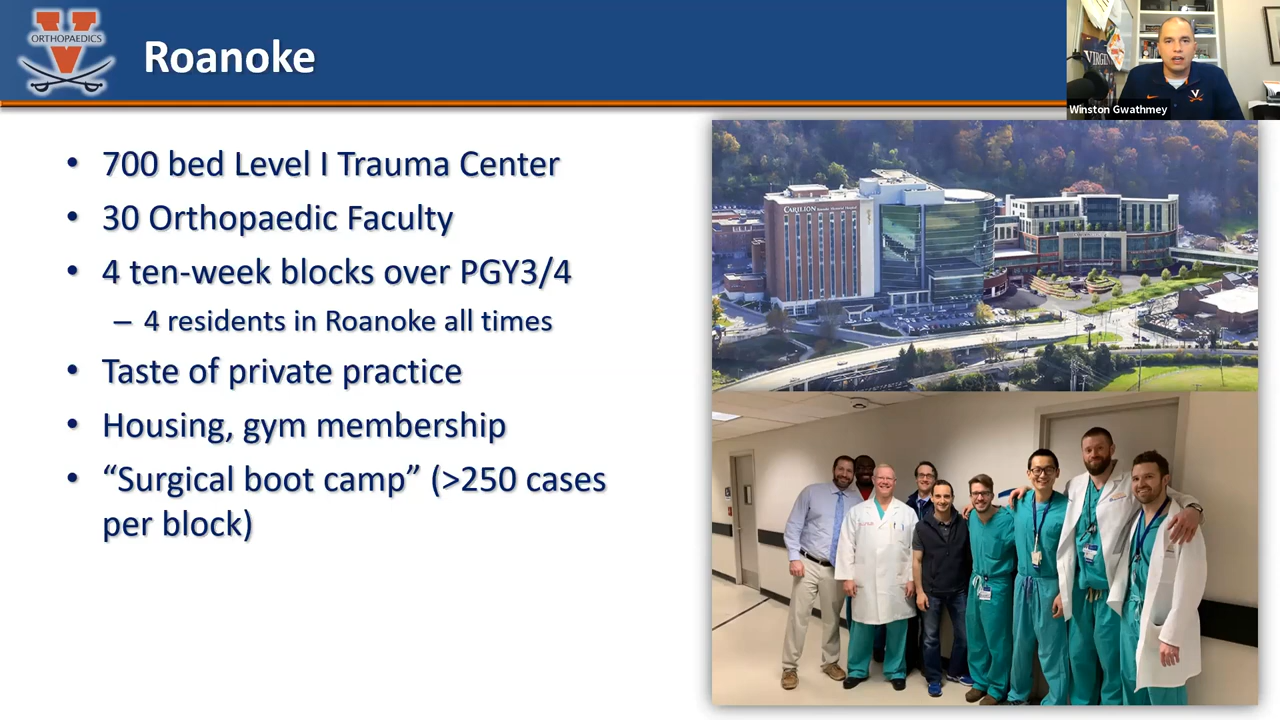 ORTHOPAEDICS
Roanoke
Winston Gwathmey
VIRGIN
V
• 700 bed Level I Trauma Center
• 30 Orthopaedic Faculty
• 4 ten-week blocks over PGY3/4
– 4 residents in Roanoke all times
• Taste of private practice
• Housing, gym membership
• “Surgical boot camp” (>250 cases
per block)
CARILION